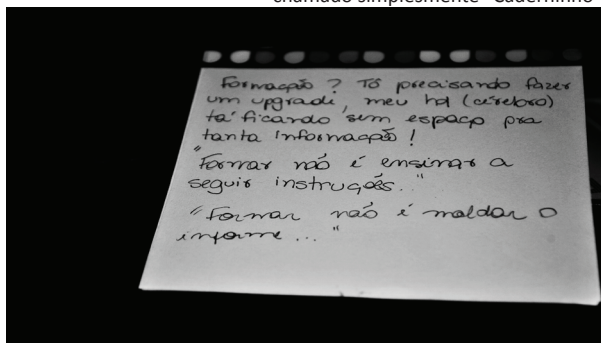 chamado simplesmente "Caderninho
Formação? Tô precisando fazer
um upgrade, meu hd (cérebro)
tá ficando sem espaço pra
tanta informação!
"Formar não é ensinar a
seguir instruções..."
"Formar não é moldar o
informe..."